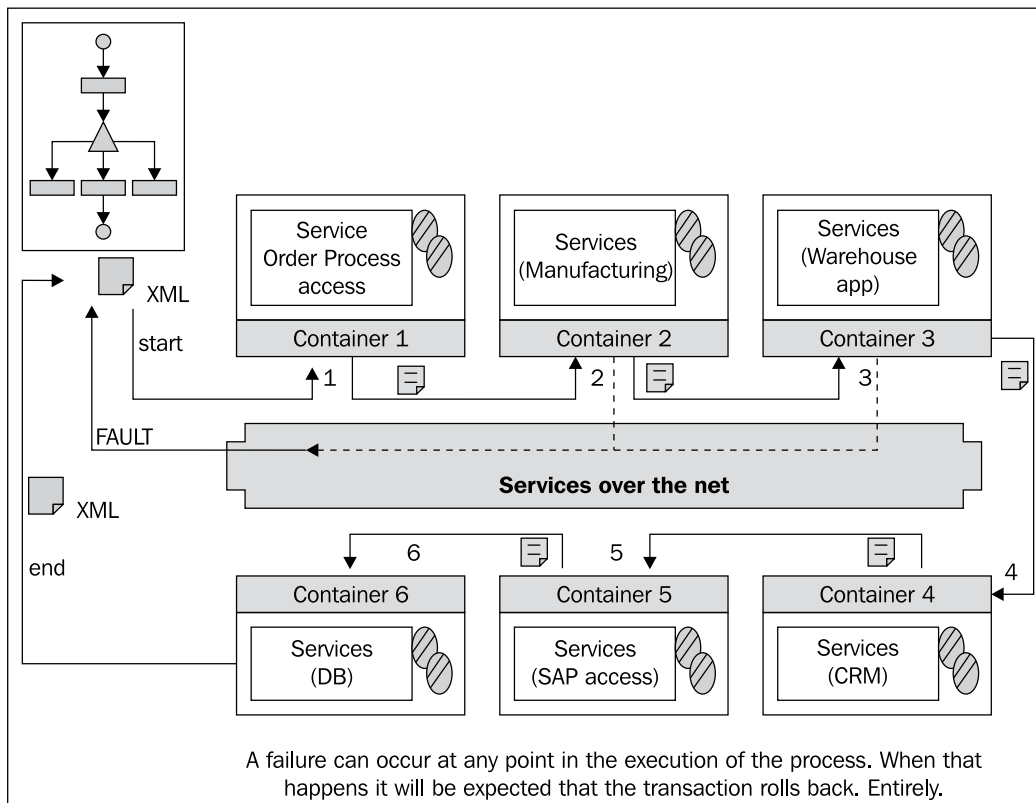 Service
Order Process
access
Container 1
Services
(Manufacturing)
Container 2
Services
(Warehouse
app)
Container 3
XML
start
1
2
3
FAULT
Services over the net
XML
end
6
5
4
Container 6
Services
(DB)
Container 5
Services
(SAP access)
Container 4
Services
(CRM)
A failure can occur at any point in the execution of the process. When that
happens it will be expected that the transaction rolls back. Entirely.